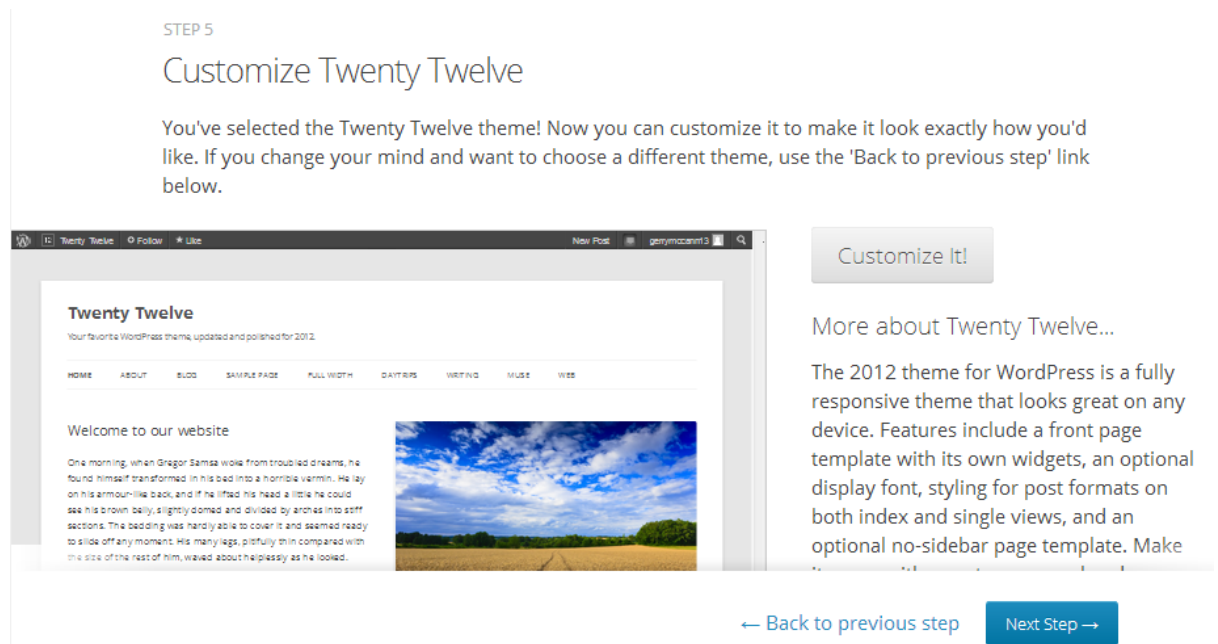 STEP 5
Customize Twenty Twelve
You've selected the Twenty Twelve theme! Now you can customize it to make it look exactly how you'd
like. If you change your mind and want to choose a different theme, use the 'Back to previous step' link
below.
Twenty Twelve Follow Like New Post gerrymccann13
Twenty Twelve
Your favorite WordPress theme, updated and polished for 2012.
HOME ABOUT BLOG SAMPLE PAGE FULL WIDTH DAYTRIPS WRITING MUSE WEB
Welcome to our website
One morning, when Gregor Samsa woke from troubled dreams, he
found himself transformed in his bed into a horrible vermin. He lay
on his armour-like back, and if he lifted his head a little he could
see his brown belly, slightly domed and divided by arches into stiff
sections. The bedding was hardly able to cover it and seemed ready
to slide off any moment. His many legs, pitifully thin compared with
the size of the rest of him, waved about helplessly as he looked.
Customize It!
More about Twenty Twelve...
The 2012 theme for WordPress is a fully
responsive theme that looks great on any
device. Features include a front page
template with its own widgets, an optional
display font, styling for post formats on
both index and single views, and an
optional no-sidebar page template. Make
← Back to previous step
Next Step →